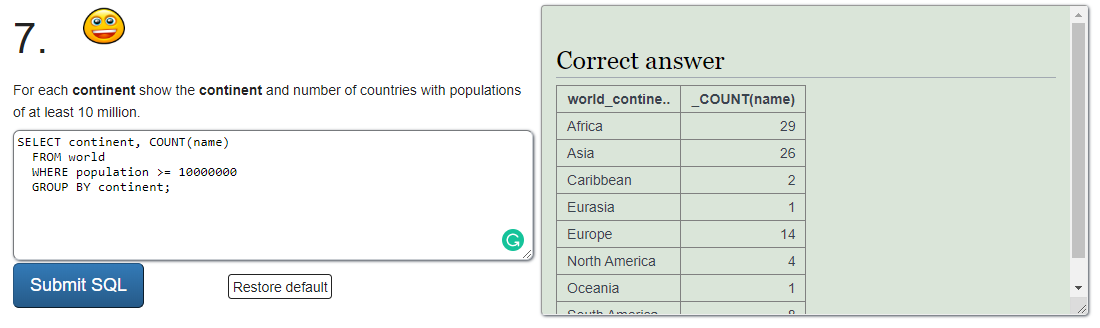 7.
For each continent show the continent and number of countries with populations
of at least 10 million.
SELECT continent, COUNT(name)
FROM world
WHERE population >= 10000000
GROUP BY continent;
Submit SQL
Restore default
Correct answer
world_contine.. _COUNT(name)
Africa 29
Asia 26
Caribbean 2
Eurasia 1
Europe 14
North America 4
Oceania 1
South America